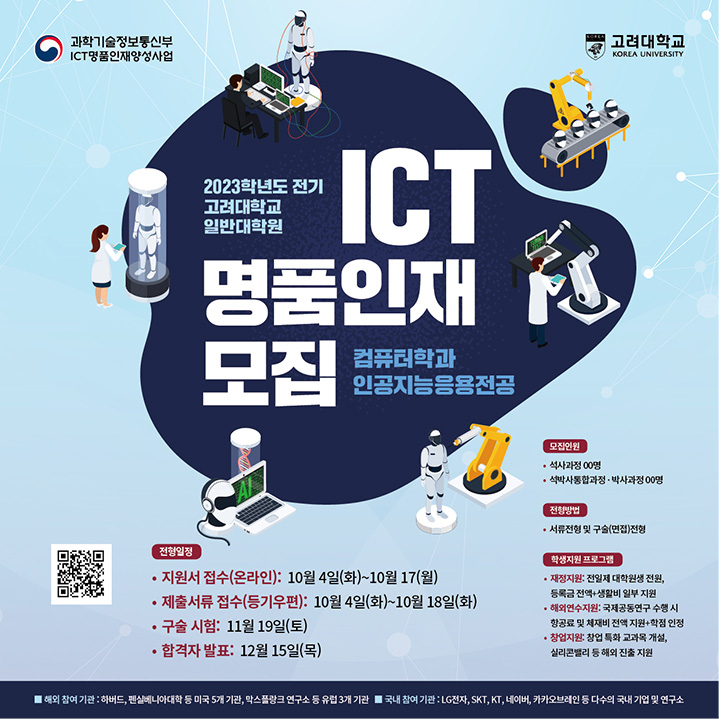 과학기술정보통신부
ICT명품인재양성사업
고려대학교
KOREA UNIVERSITY
2023학년도 전기
고려대학교
일반대학원
ICT
명품인재
모집
컴퓨터학과
인공지능응용전공
AI
모집인원
• 석사과정 00명
• 석박사통합과정·박사과정 00명
전형방법
• 서류전형 및 구술(면접)전형
학생지원 프로그램
• 재정지원: 전일제 대학원생 전원,
등록금 전액+생활비 일부 지원
• 해외연수지원: 국제공동연구 수행 시
항공료 및 체재비 전액 지원+학점 인정
• 창업지원: 창업 특화 교과목 개설,
실리콘밸리 등 해외 진출 지원
전형일정
• 지원서 접수(온라인): 10월 4일(화)~10월 17(월)
• 제출서류 접수(등기우편): 10월 4일(화)~10월 18일(화)
• 구술 시험: 11월 19일(토)
• 합격자 발표: 12월 15일(목)
■ 해외 참여 기관 : 하버드, 펜실베니아대학 등 미국 5개 기관, 막스플랑크 연구소 등 유럽 3개 기관 ■ 국내 참여 기관 : LG전자, SKT, KT, 네이버, 카카오브레인 등 다수의 국내 기업 및 연구소